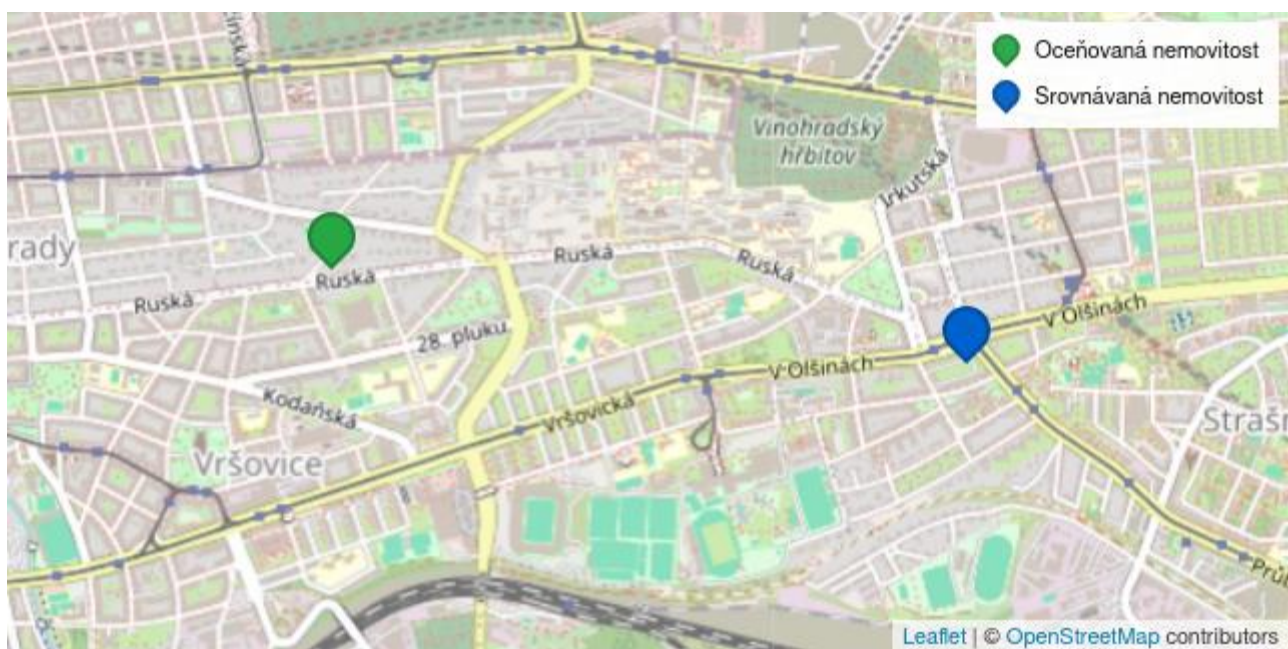 Oceňovaná nemovitost
Srovnávaná nemovitost
Vinohradský
hřbitov
Irkutská
rady
Ruská
Ruská
Ruská
Ruská
V Olšinách
28. pluku
V Olšinách
Kodaňská
Vršovická
Straš
Vršovice
Prů
Leaflet | © OpenStreetMap contributors